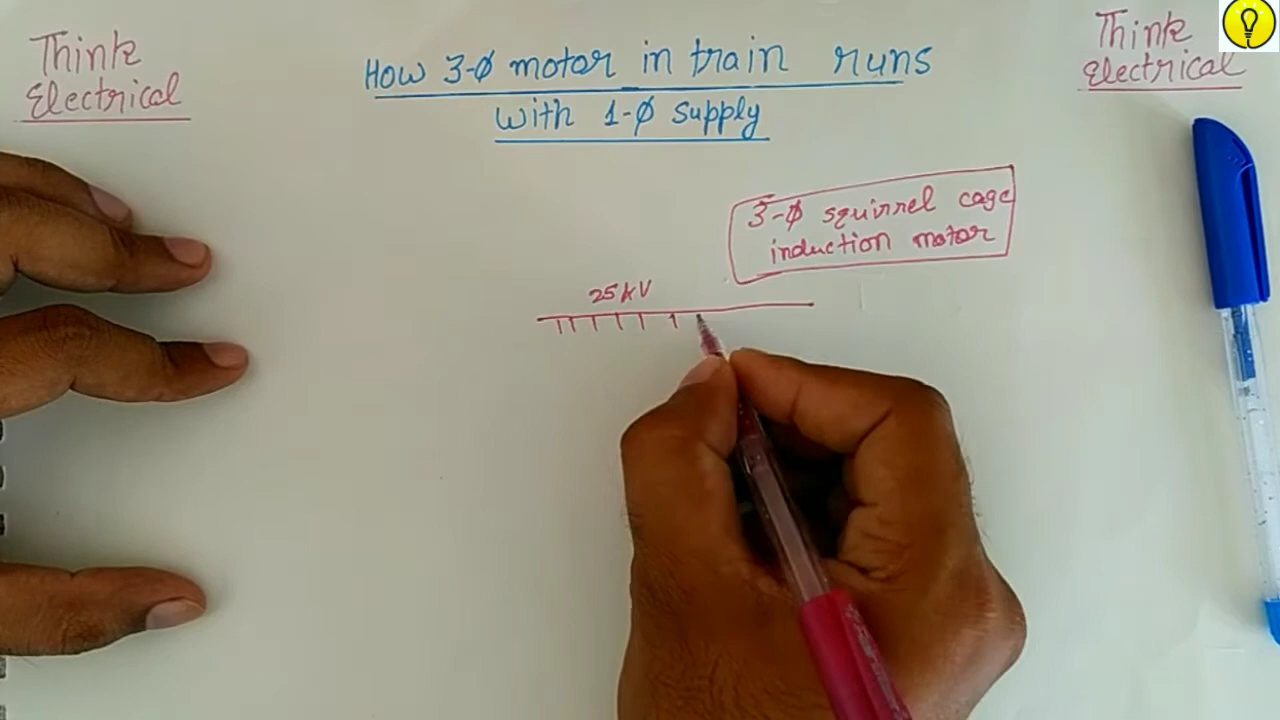 Think
Electrical
How 3-ϕ motor in train runs
with 1-ϕ supply
Think
Electrical
3-ϕ squirrel cage
induction motor
25kV